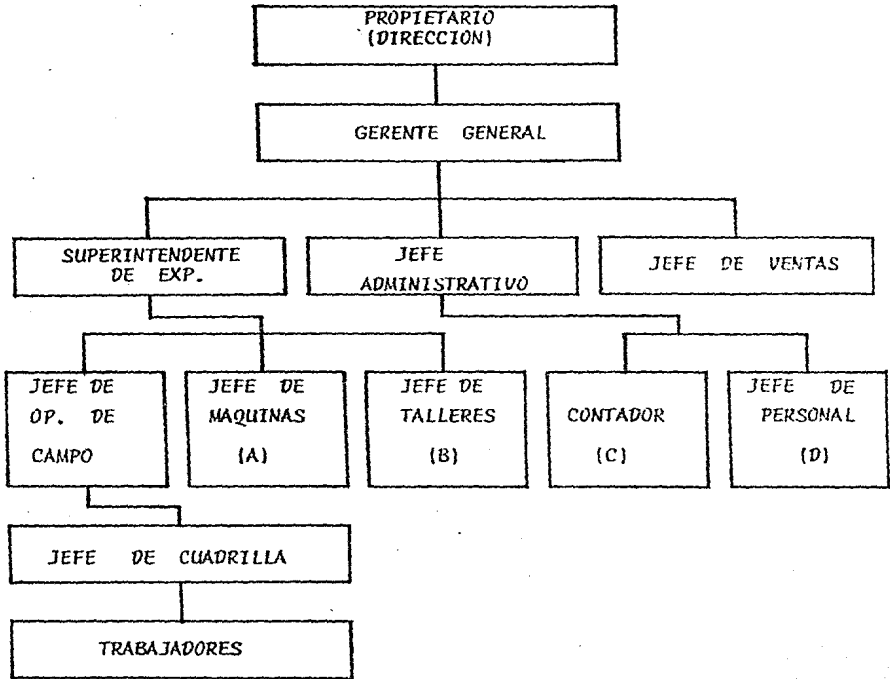 PROPIETARIO
(DIRECCION)
GERENTE GENERAL
SUPERINTENDENTE
DE EXP.
JEFE
ADMINISTRATIVO
JEFE DE VENTAS
JEFE DE
OP. DE
CAMPO
JEFE DE
MAQUINAS
(A)
JEFE DE
TALLERES
(B)
CONTADOR
(C)
JEFE DE
PERSONAL
(D)
JEFE DE CUADRILLA
TRABAJADORES